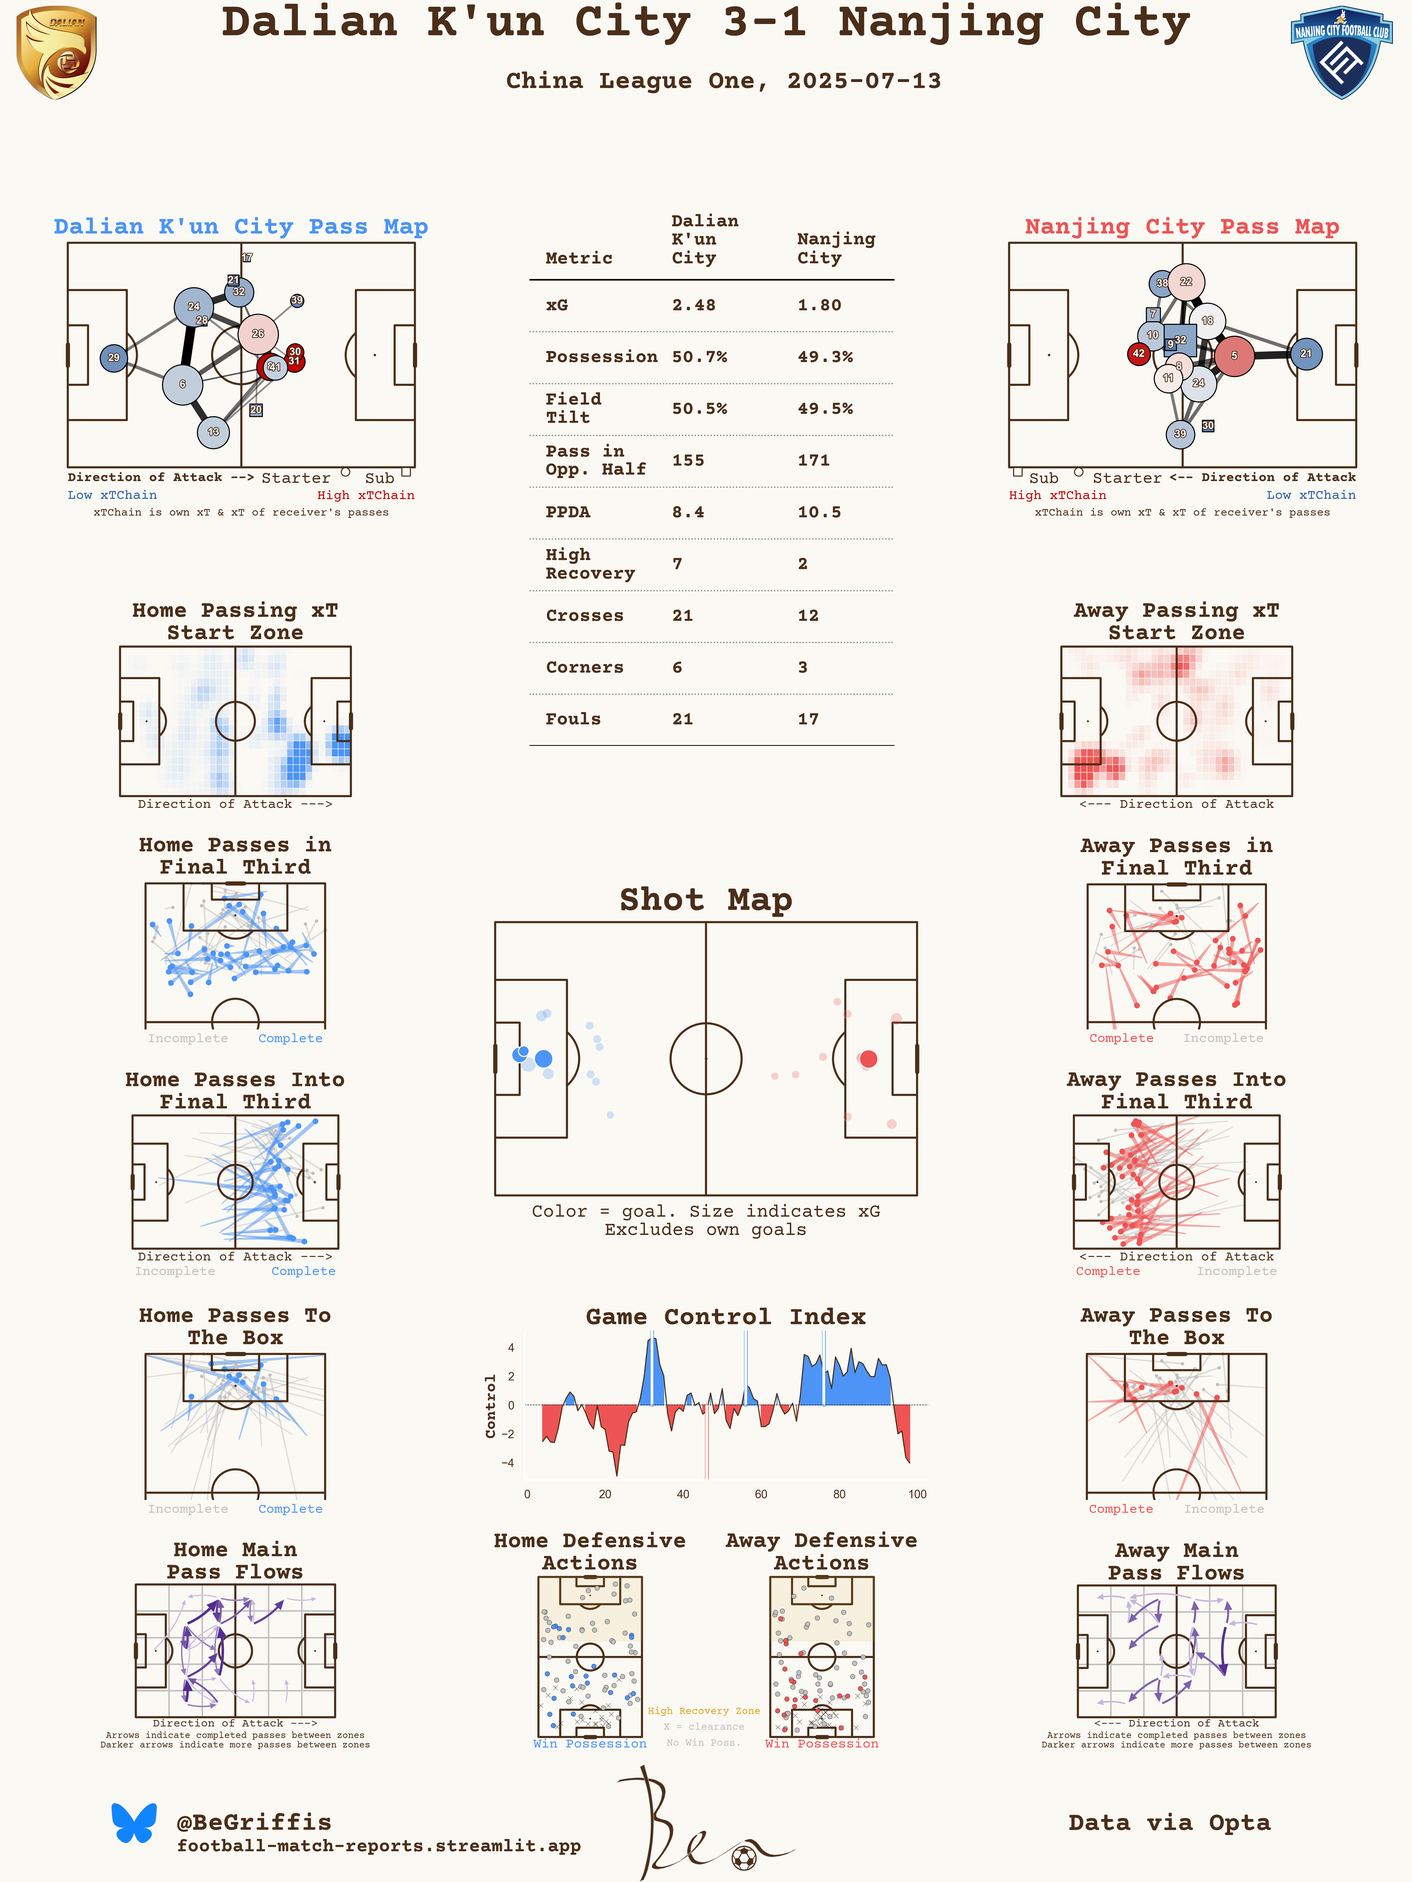 Dalian K'un City 3-1 Nanjing City
China League One, 2025-07-13
DALIAN
NANJING CITY FOOTBALL CLUB
Dalian K'un City Pass Map
17
21
32
24
28
39
26
29
30
31
41
6
20
13
Direction of Attack -->
Starter
Sub
Low xTChain
High xTChain
xTChain is own xT & xT of receiver's passes
Metric
Dalian K'un City
Nanjing City
xG 2.48 1.80
Possession 50.7% 49.3%
Field Tilt 50.5% 49.5%
Pass in Opp. Half 155 171
PPDA 8.4 10.5
High Recovery 7 2
Crosses 21 12
Corners 6 3
Fouls 21 17
Nanjing City Pass Map
38
22
7
18
10
32
9
42
5
21
8
11
24
39
30
Sub
Starter
<-- Direction of Attack
High xTChain
Low xTChain
xTChain is own xT & xT of receiver's passes
Home Passing xT
Start Zone
Direction of Attack --->
Away Passing xT
Start Zone
<--- Direction of Attack
Home Passes in
Final Third
Incomplete
Complete
Away Passes in
Final Third
Complete
Incomplete
Shot Map
Color = goal. Size indicates xG
Excludes own goals
Home Passes Into
Final Third
Direction of Attack --->
Incomplete
Complete
Away Passes Into
Final Third
<--- Direction of Attack
Complete
Incomplete
Home Passes To
The Box
Incomplete
Complete
Game Control Index
Control
4
2
0
−2
−4
0
20
40
60
80
100
Away Passes To
The Box
Complete
Incomplete
Home Main
Pass Flows
Direction of Attack --->
Arrows indicate completed passes between zones
Darker arrows indicate more passes between zones
Home Defensive
Actions
Win Possession
High Recovery Zone
X = clearance
No Win Poss.
Away Defensive
Actions
Win Possession
Away Main
Pass Flows
<--- Direction of Attack
Arrows indicate completed passes between zones
Darker arrows indicate more passes between zones
@BeGriffis
football-match-reports.streamlit.app
Ben
Data via Opta